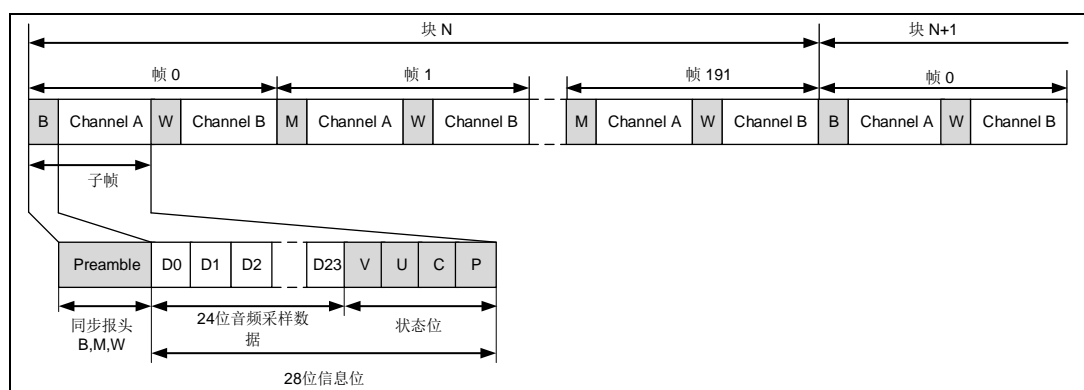 块 N
块 N+1
帧 0
帧 1
帧 191
帧 0
B Channel A W Channel B M Channel A W Channel B M Channel A W Channel B B Channel A W Channel B
子帧
Preamble D0 D1 D2 D23 V U C P
同步报头
B,M,W
24位音频采样数
据
状态位
28位信息位